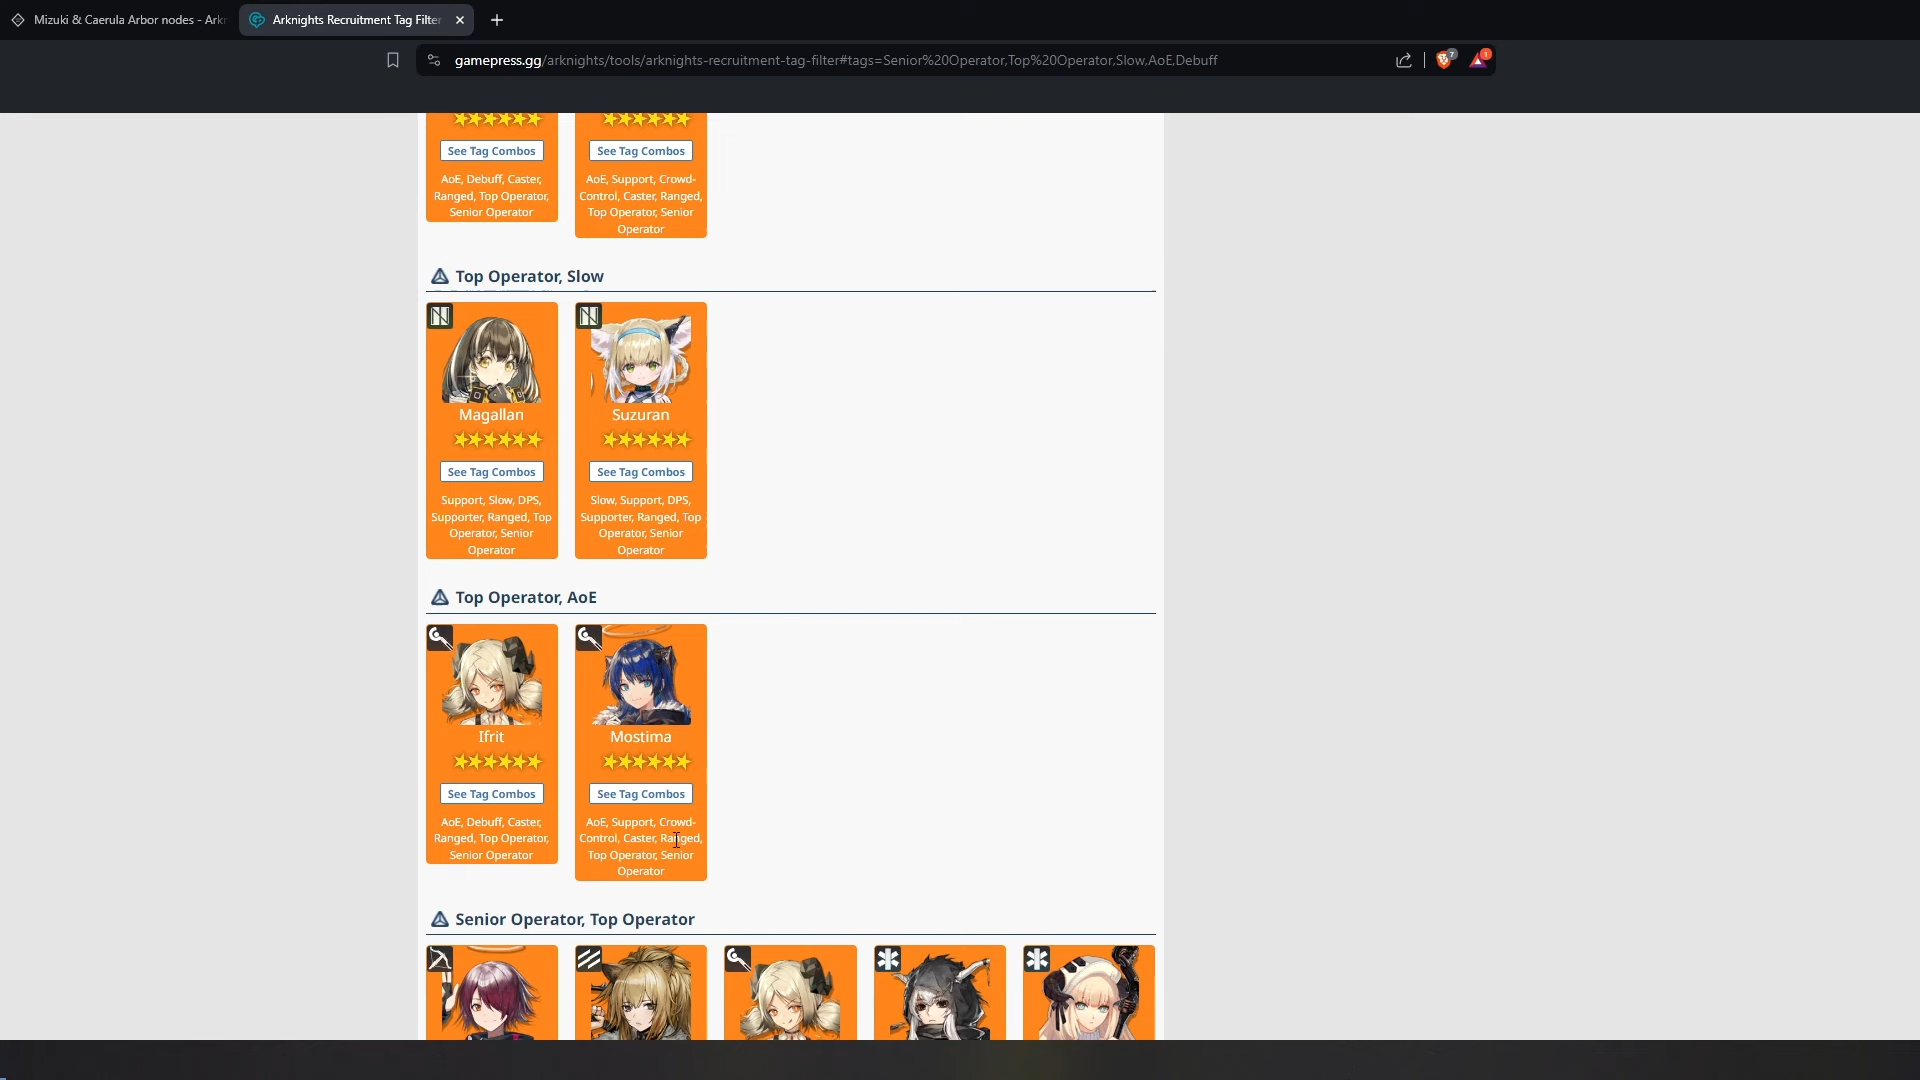 Mizuki & Caerula Arbor nodes - Ark
Arknights Recruitment Tag Filter
gamepress.gg/arknights/tools/arknights-recruitment-tag-filter#tags=Senior%20Operator,Top%20Operator,Slow,AoE,Debuff
7
1
See Tag Combos
AoE, Debuff, Caster,
Ranged, Top Operator,
Senior Operator
See Tag Combos
AoE, Support, Crowd-
Control, Caster, Ranged,
Top Operator, Senior
Operator
Top Operator, Slow
Magallan
See Tag Combos
Support, Slow, DPS,
Supporter, Ranged, Top
Operator, Senior
Operator
Suzuran
See Tag Combos
Slow, Support, DPS,
Supporter, Ranged, Top
Operator, Senior
Operator
Top Operator, AoE
Ifrit
See Tag Combos
AoE, Debuff, Caster,
Ranged, Top Operator,
Senior Operator
Mostima
See Tag Combos
AoE, Support, Crowd-
Control, Caster, Ranged,
Top Operator, Senior
Operator
Senior Operator, Top Operator